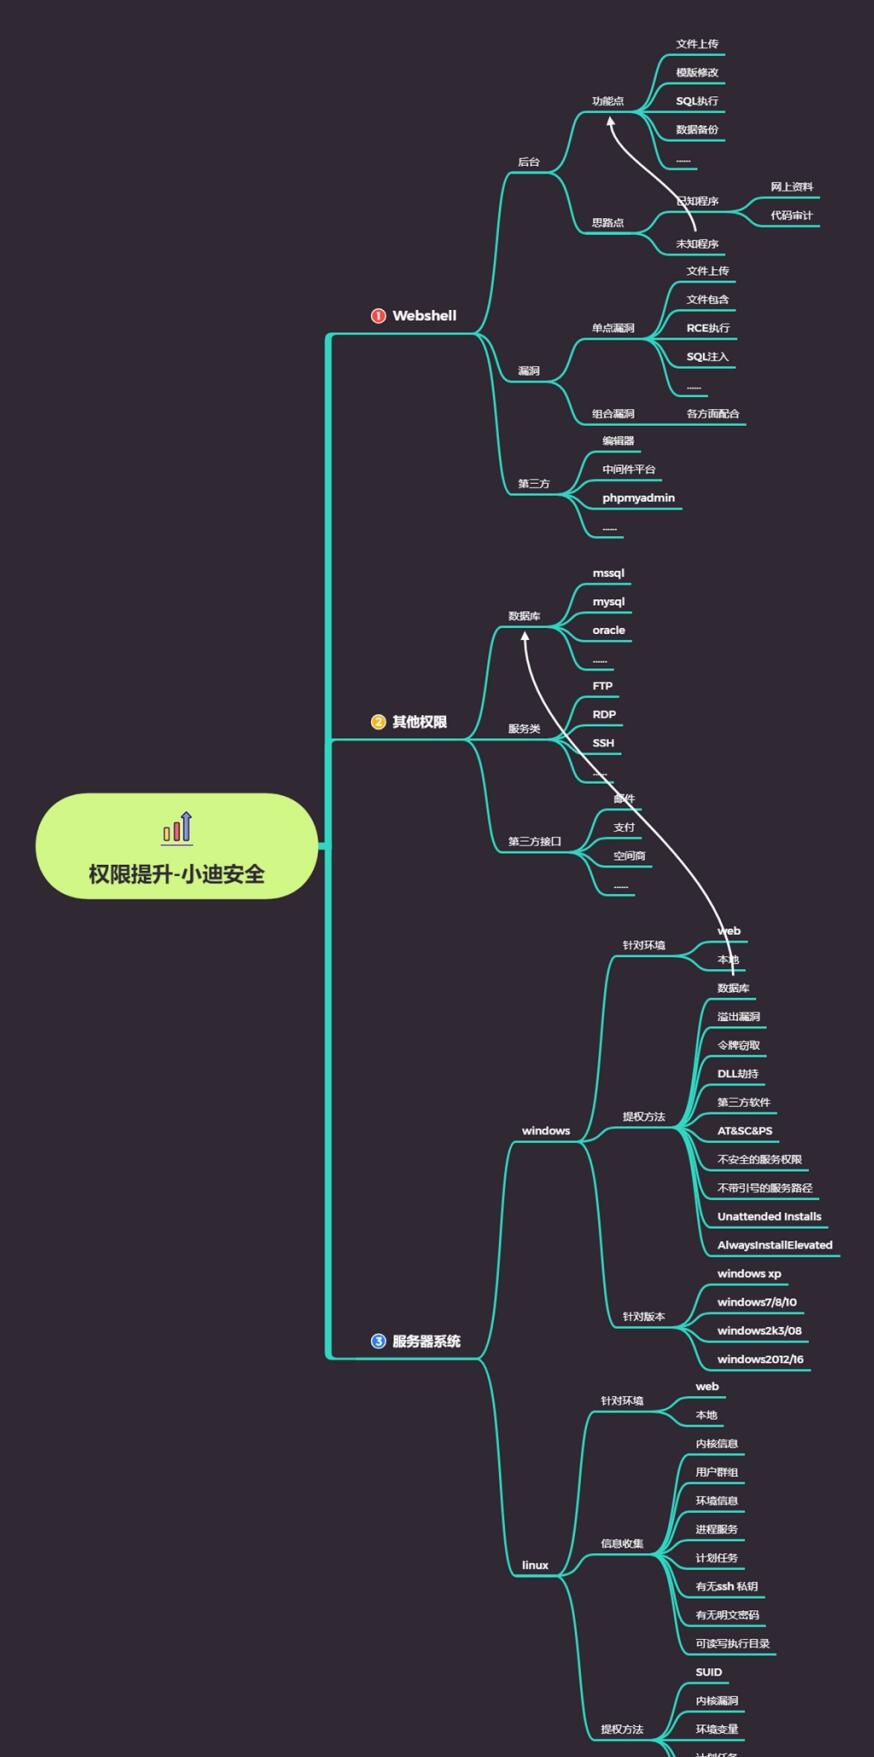 权限提升-小迪安全
1 Webshell
后台
功能点
文件上传
模版修改
SQL执行
数据备份
......
思路点
已知程序
网上资料
代码审计
未知程序
漏洞
单点漏洞
文件上传
文件包含
RCE执行
SQL注入
......
组合漏洞
各方面配合
第三方
编辑器
中间件平台
phpmyadmin
......
2 其他权限
数据库
mssql
mysql
oracle
......
服务类
FTP
RDP
SSH
......
第三方接口
邮件
支付
空间商
......
3 服务器系统
windows
针对环境
web
本地
提权方法
数据库
溢出漏洞
令牌窃取
DLL劫持
第三方软件
AT&SC&PS
不安全的服务权限
不带引号的服务路径
Unattended Installs
AlwaysInstallElevated
针对版本
windows xp
windows7/8/10
windows2k3/08
windows2012/16
linux
针对环境
web
本地
信息收集
内核信息
用户群组
环境信息
进程服务
计划任务
有无ssh 私钥
有无明文密码
可读写执行目录
提权方法
SUID
内核漏洞
环境变量